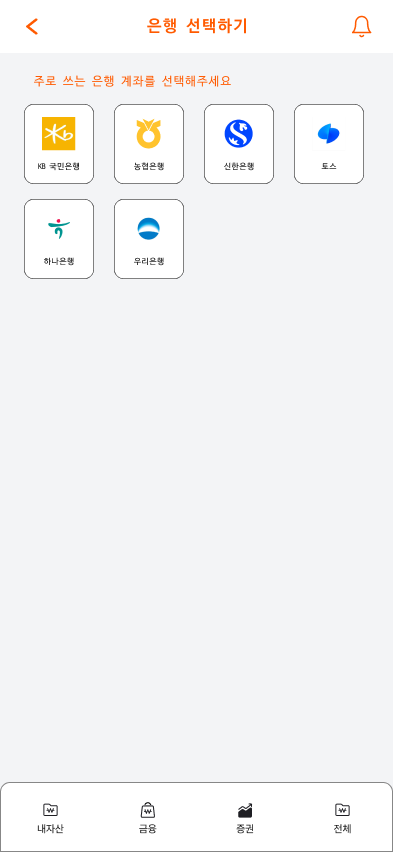 은행 선택하기
주로 쓰는 은행 계좌를 선택해주세요
Kb
KB 국민은행
농협은행
신한은행
토스
하나은행
우리은행
내자산
금융
증권
전체